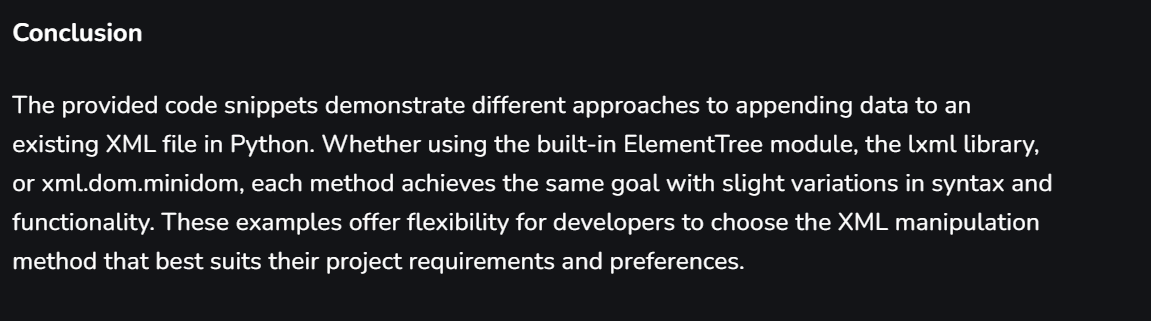 Conclusion
The provided code snippets demonstrate different approaches to appending data to an
existing XML file in Python. Whether using the built-in ElementTree module, the lxml library,
or xml.dom.minidom, each method achieves the same goal with slight variations in syntax and
functionality. These examples offer flexibility for developers to choose the XML manipulation
method that best suits their project requirements and preferences.